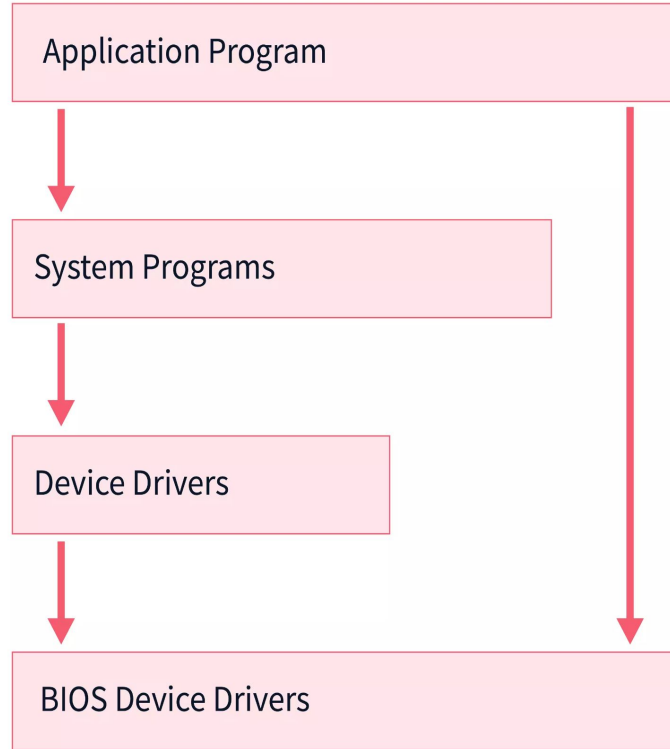 Application Program
System Programs
Device Drivers
BIOS Device Drivers